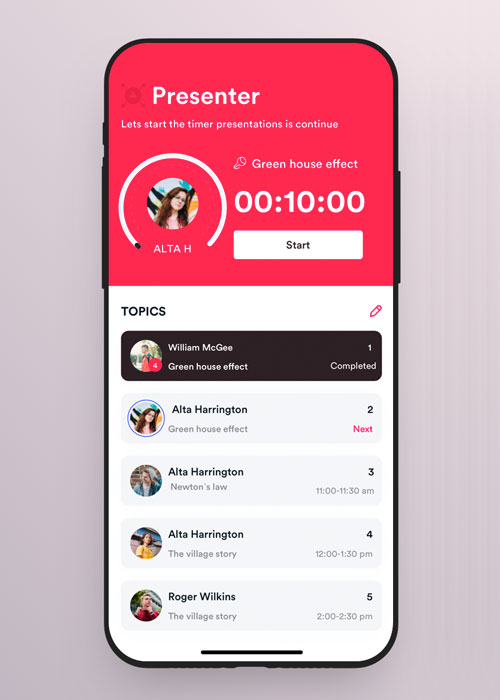 Presenter
Lets start the timer presentations is continue
Green house effect
00:10:00
ALTA H
Start
TOPICS
William McGee 1
4
Green house effect Completed
Alta Harrington 2
Green house effect Next
Alta Harrington 3
Newton`s law 11:00-11:30 am
Alta Harrington 4
The village story 12:00-1:30 pm
Roger Wilkins 5
The village story 2:00-2:30 pm